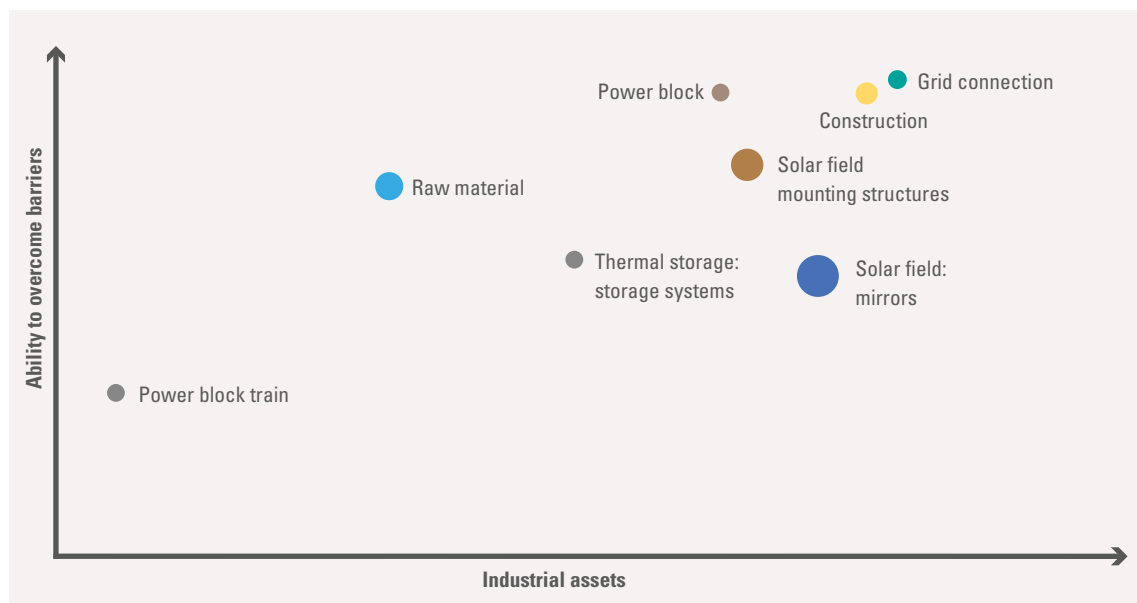 Power block
Grid connection
Construction
Solar field
mounting structures
Raw material
Thermal storage:
storage systems
Solar field:
mirrors
Power block train
Ability to overcome barriers
Industrial assets